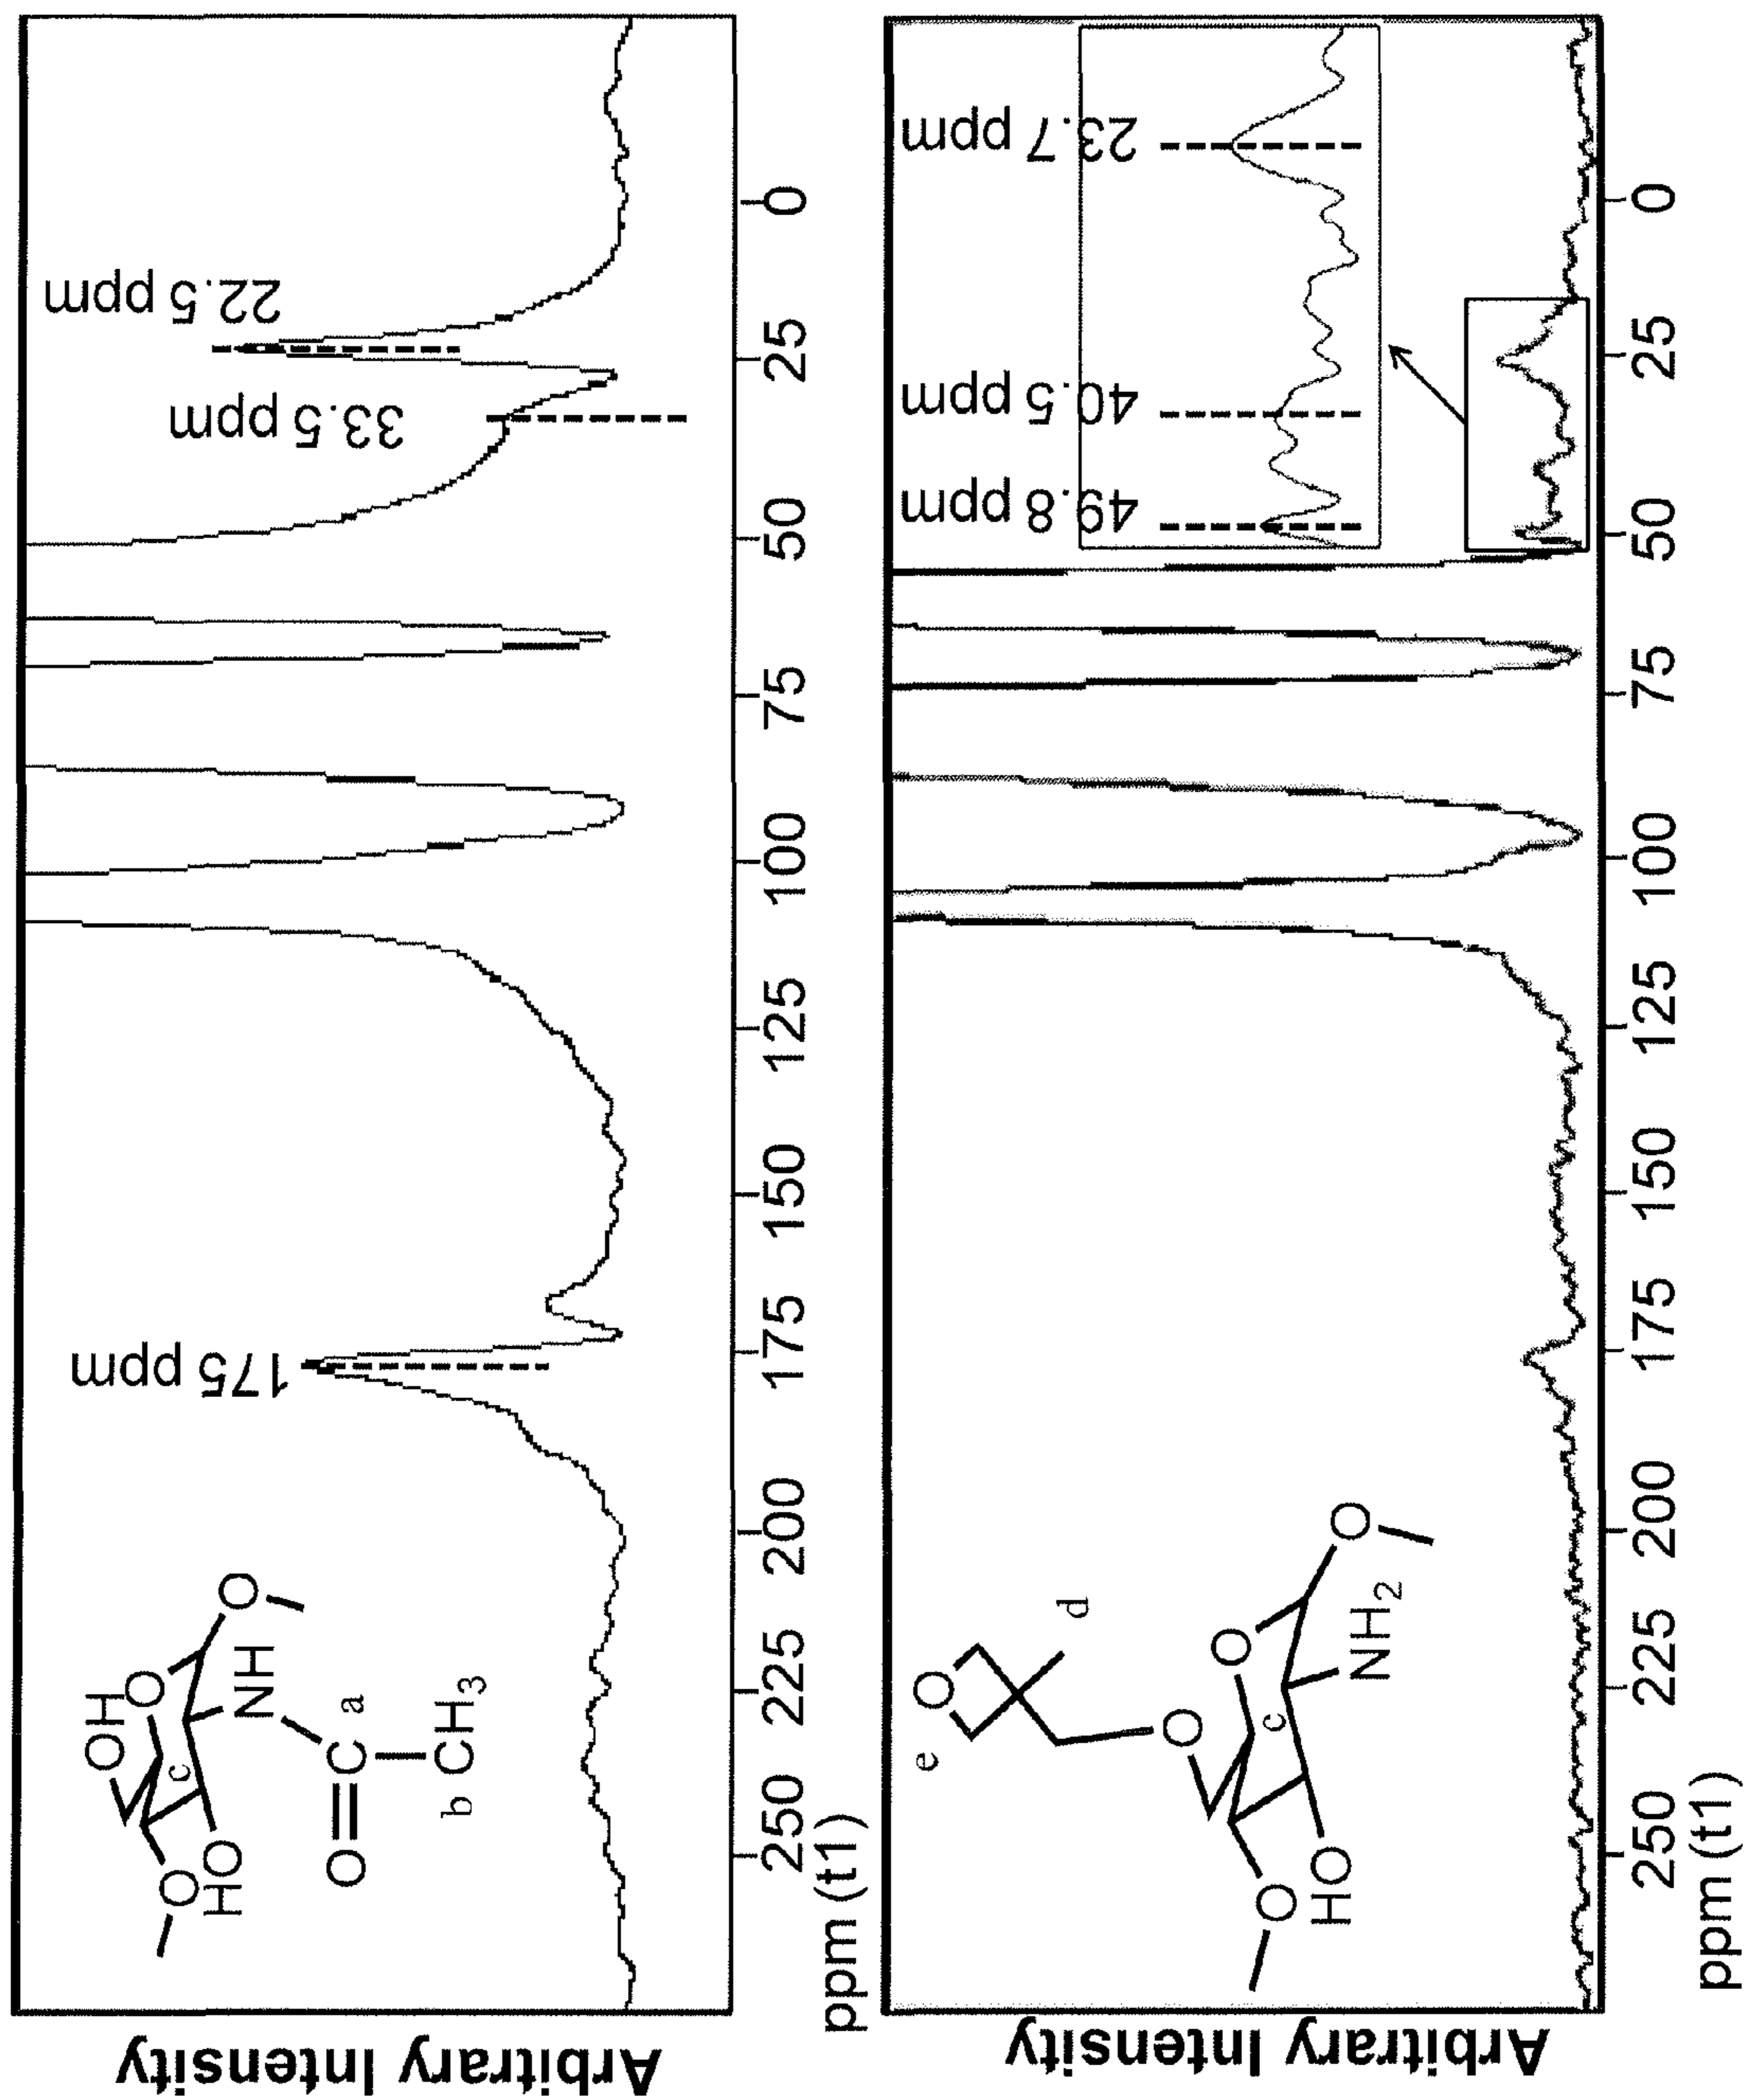 Arbitrary Intensity
175 ppm
33.5 ppm
22.5 ppm
OH
O
O
O
HO
c
NH
O
C
a
CH3
b
250 225 200 175 150 125 100 75 50 25 0
ppm (t1)
Arbitrary Intensity
49.8 ppm
40.5 ppm
23.7 ppm
O
e
d
O
O
O
O
HO
c
NH2
250 225 200 175 150 125 100 75 50 25 0
ppm (t1)